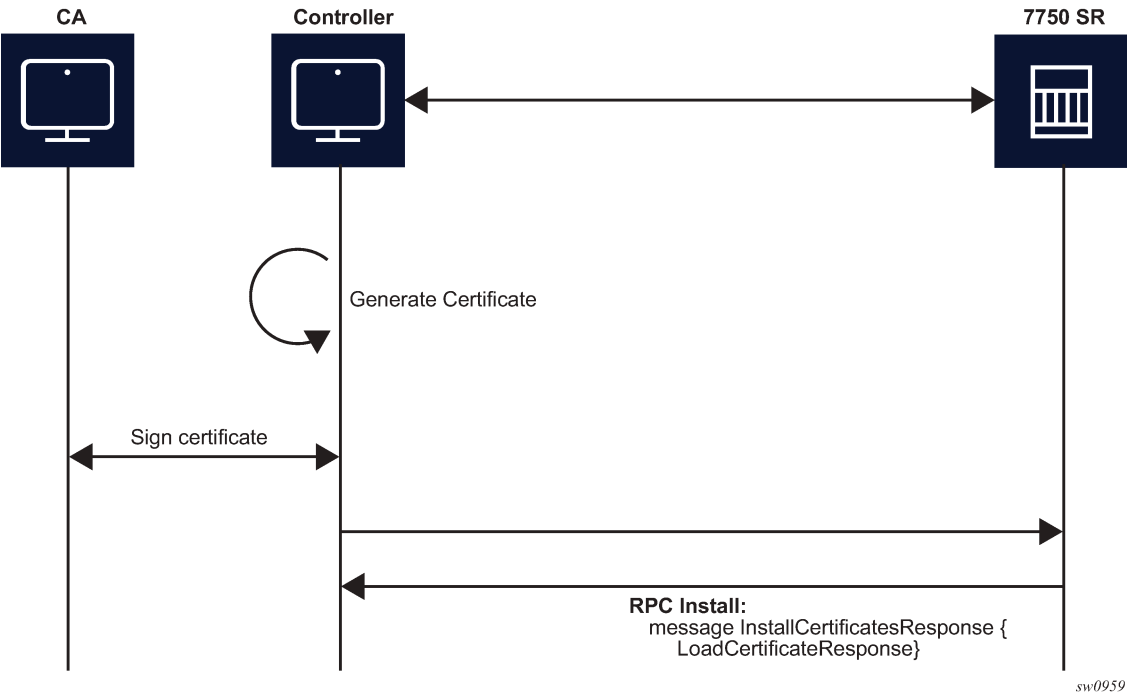 CA
Controller
7750 SR
Generate Certificate
Sign certificate
RPC Install:
message InstallCertificatesResponse {
LoadCertificateResponse}
sw0959